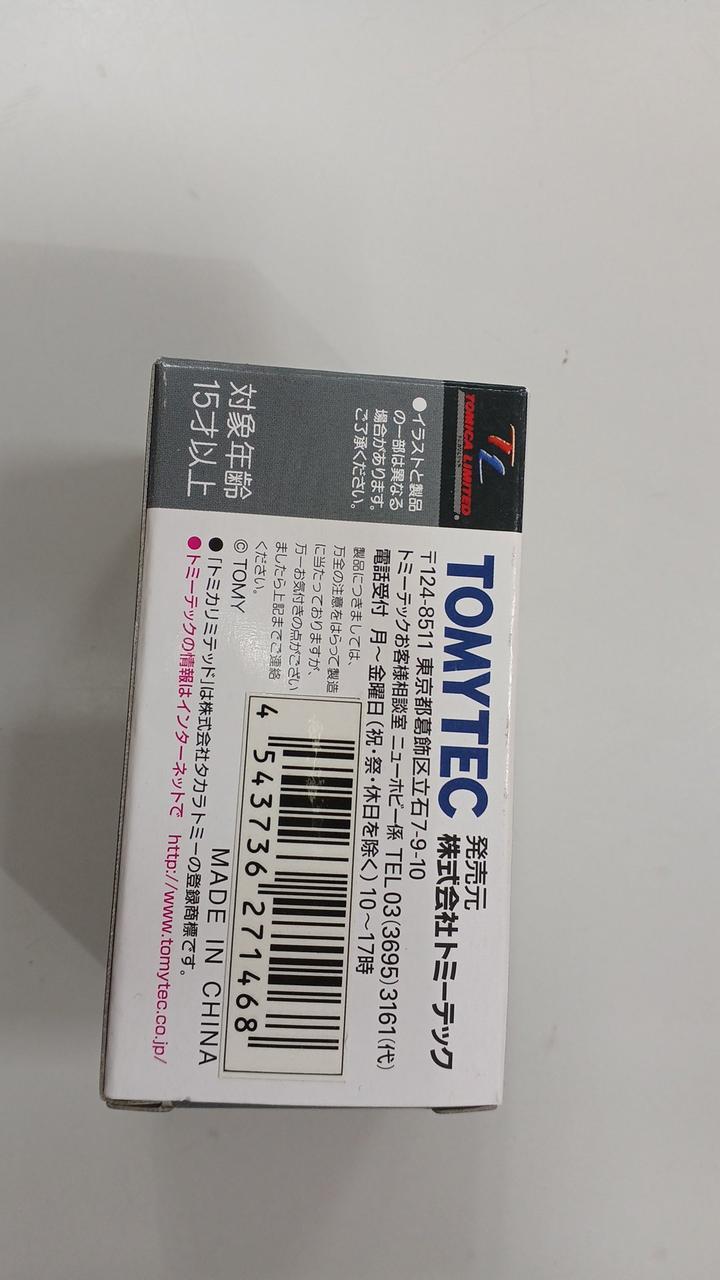 TL
TOMICA LIMITED
●イラストと製品
の一部は異なる
場合があります。
ご了承ください。
対象年齢
15才以上
発売元
TOMYTEC 株式会社トミーテック
〒124-8511 東京都葛飾区立石7-9-10
トミーテックお客様相談室 ニューホビー係 TEL 03(3695)3161(代)
電話受付 月〜金曜日(祝・祭・休日を除く) 10〜17時
製品につきましては、
万全の注意をはらって製造
に当たっておりますが、
万一お気付きの点がござい
ましたら上記までご連絡
ください。
© TOMY
4 543736 271468
MADE IN CHINA
●「トミカリミテッド」は株式会社タカラトミーの登録商標です。
●トミーテックの情報はインターネットで http://www.tomytec.co.jp/